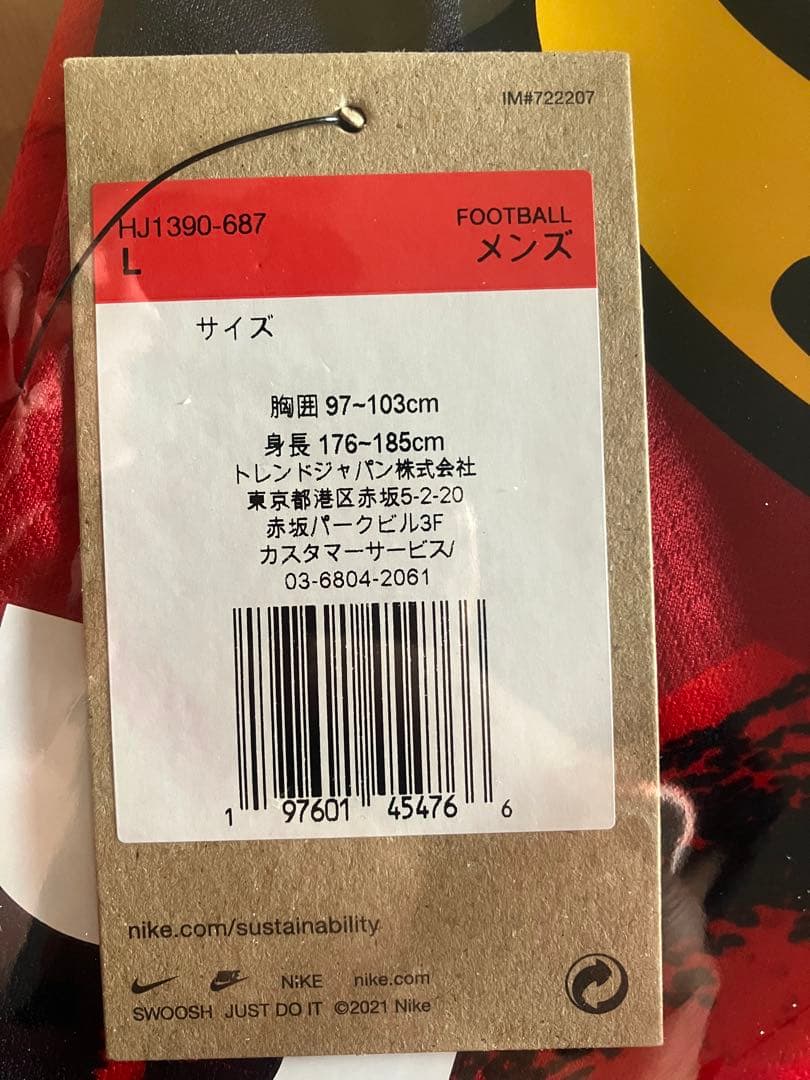 IM#722207
HJ1390-687 FOOTBALL
L メンズ
サイズ
胸囲 97~103cm
身長 176~185cm
トレンドジャパン株式会社
東京都港区赤坂5-2-20
赤坂パークビル3F
カスタマーサービス/
03-6804-2061
1 97601 45476 6
nike.com/sustainability
NIKE nike.com
SWOOSH JUST DO IT ©2021 Nike